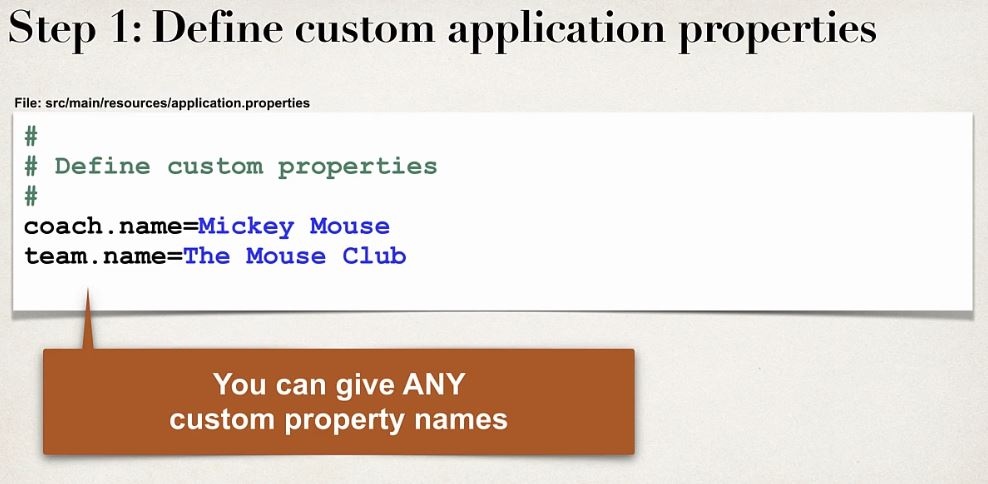 Step 1: Define custom application properties
File: src/main/resources/application.properties
#
# Define custom properties
#
coach.name=Mickey Mouse
team.name=The Mouse Club
You can give ANY
custom property names